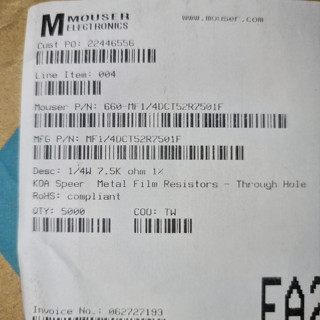 MOUSER
ELECTRONICS
www.mouser.com
Cust PO: 22446556
Line Item: 004
Mouser P/N: 660-MF1/4DCT52R7501F
MFG P/N: MF1/4DCT52R7501F
Desc: 1/4W 7.5K ohm 1%
KOA Speer Metal Film Resistors - Through Hole
RoHS: compliant
QTY: 5000 COO: TW
Invoice No.: 062727193